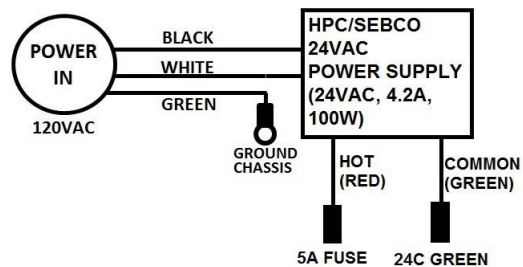 POWER
IN
120VAC
BLACK
WHITE
GREEN
GROUND
CHASSIS
HPC/SEBCO
24VAC
POWER SUPPLY
(24VAC, 4.2A,
100W)
HOT
(RED)
COMMON
(GREEN)
5A FUSE
24C GREEN